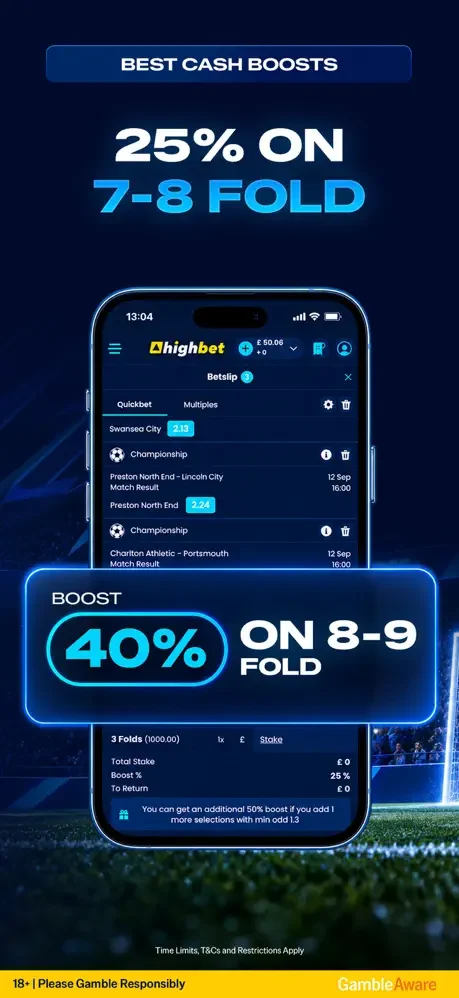 BEST CASH BOOSTS
25% ON
7-8 FOLD
13:04
highbet
£ 50.06
+ 0
Betslip 3
Quickbet Multiples
Swansea City 2.13
Championship
Preston North End - Lincoln City 12 Sep
Match Result 16:00
Preston North End 2.24
Championship
Charlton Athletic - Portsmouth 12 Sep
Match Result 16:00
BOOST
40% ON 8-9
FOLD
3 Folds (1000.00) 1x £ Stake
Total Stake £ 0
Boost % 25 %
To Return £ 0
You can get an additional 50% boost if you add 1
more selections with min odd 1.3
Time Limits, T&Cs and Restrictions Apply
18+ | Please Gamble Responsibly GambleAware